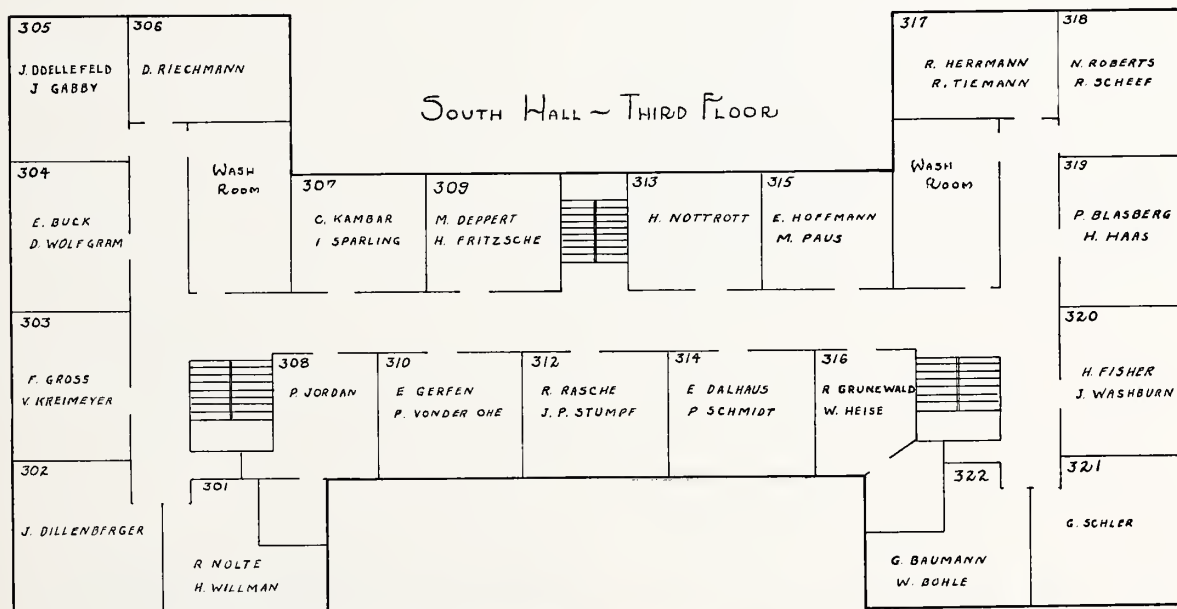 305
J. DDELLEFELD
J GABBY
306
D. RIECHMANN
317
R. HERRMANN
R. TIEMANN
318
N. ROBERTS
R. SCHEEF
SOUTH HALL ~ THIRD FLOOR
304
E. BUCK
D. WOLFGRAM
WASH
ROOM
307
C. KAMBAR
I SPARLING
309
M. DEPPERT
H. FRITZSCHE
313
H. NOTTROTT
315
E. HOFFMANN
M. PAUS
WASH
ROOM
319
P. BLASBERG
H. HAAS
303
F. GROSS
V. KREIMEYER
308
P. JORDAN
310
E GERFEN
P. VONDER OHE
312
R. RASCHE
J. P. STUMPF
314
E DALHAUS
P SCHMIDT
316
R GRUNEWALD
W. HEISE
320
H. FISHER
J. WASHBURN
302
J. DILLENBERGER
301
R NOLTE
H. WILLMAN
322
G. BAUMANN
W. BOHLE
321
G. SCHLER